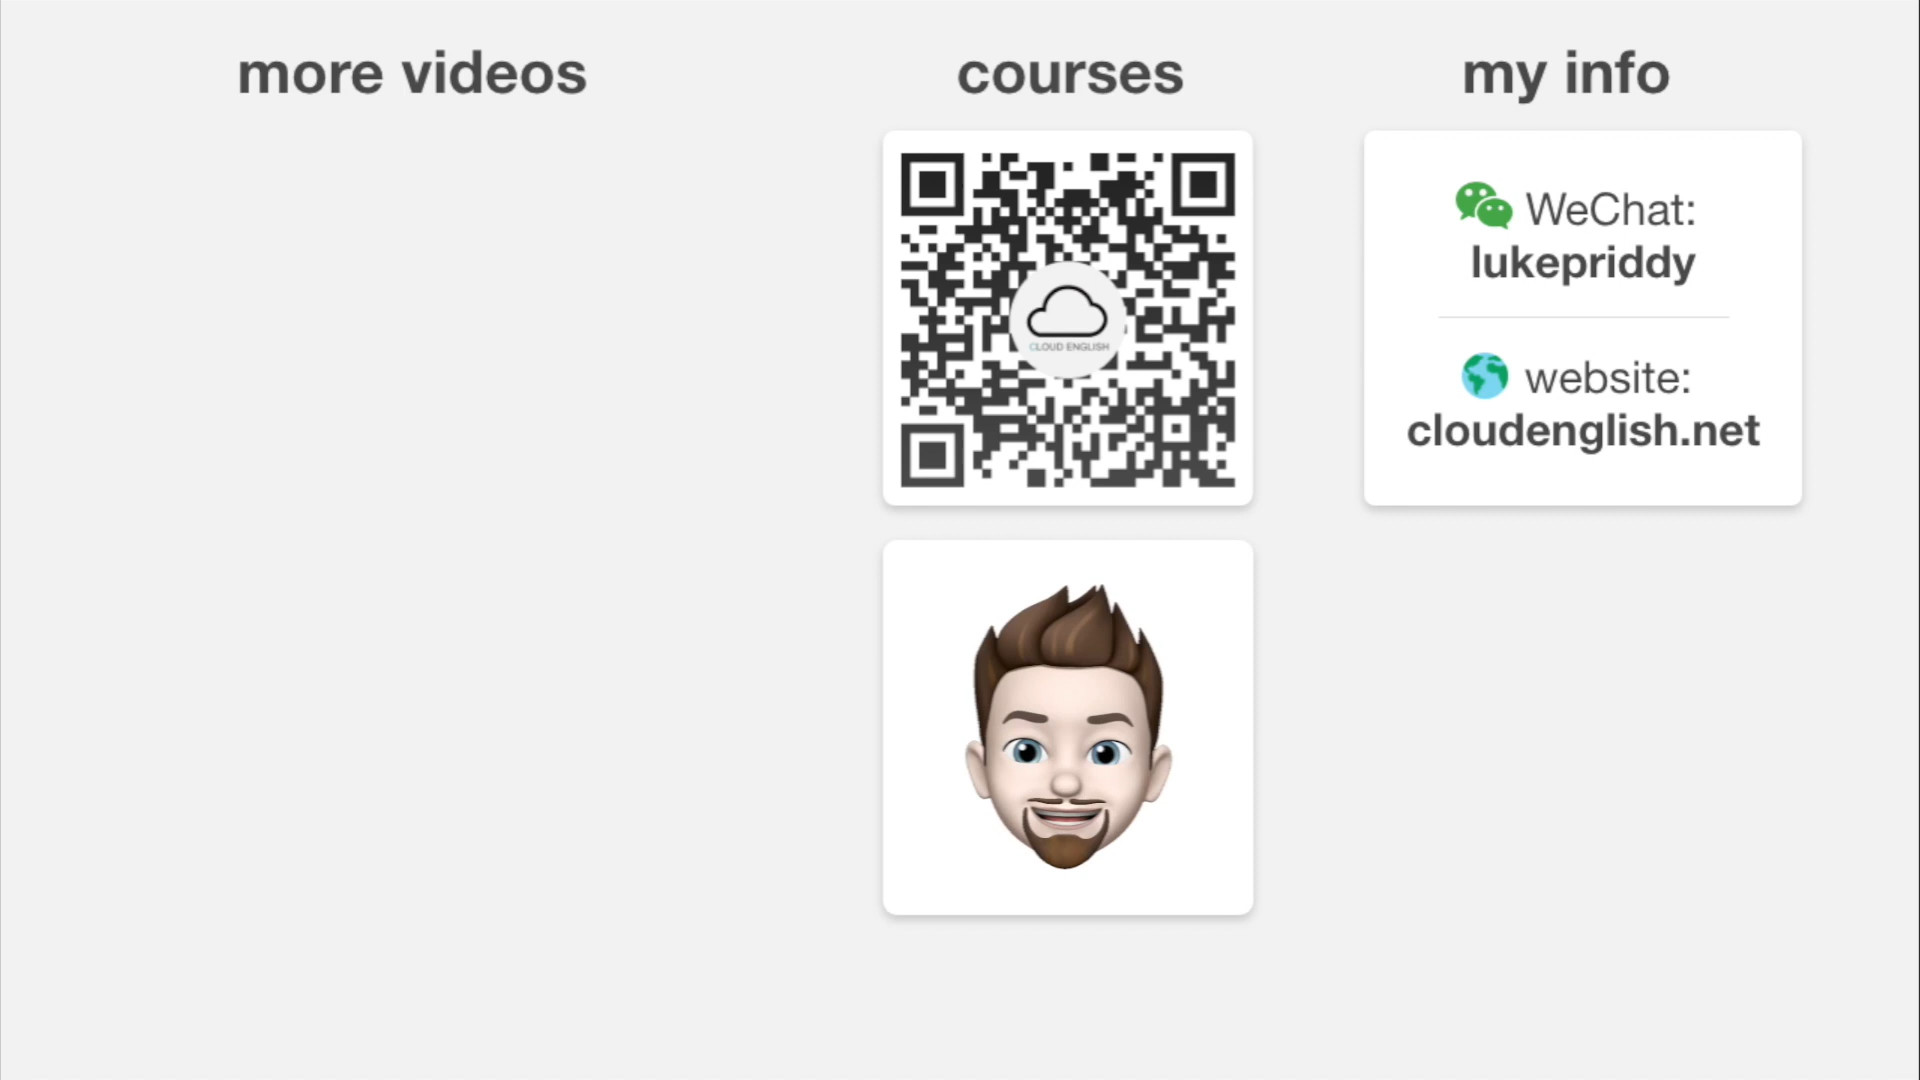 more videos
courses
CLOUD ENGLISH
my info
WeChat:
lukepriddy
website:
cloudenglish.net